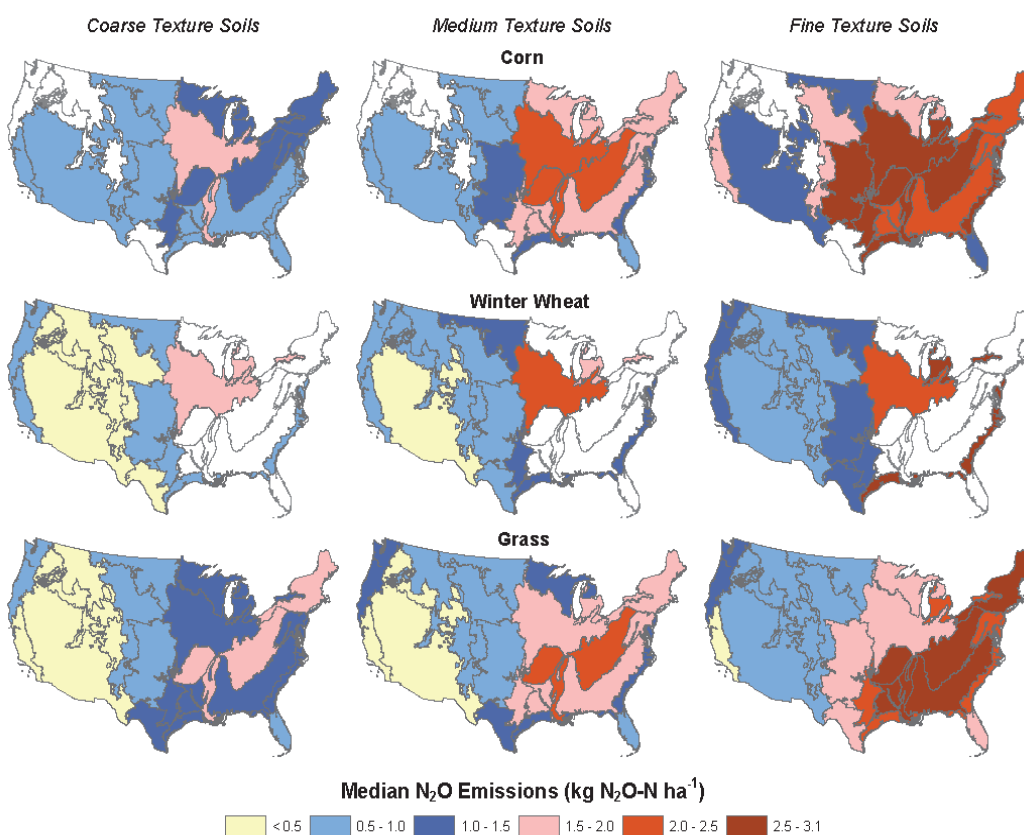 Coarse Texture Soils
Medium Texture Soils
Fine Texture Soils
Corn
Winter Wheat
Grass
Median N₂O Emissions (kg N₂O-N ha⁻¹)
< 0.5
0.5 - 1.0
1.0 - 1.5
1.5 - 2.0
2.0 - 2.5
2.5 - 3.1